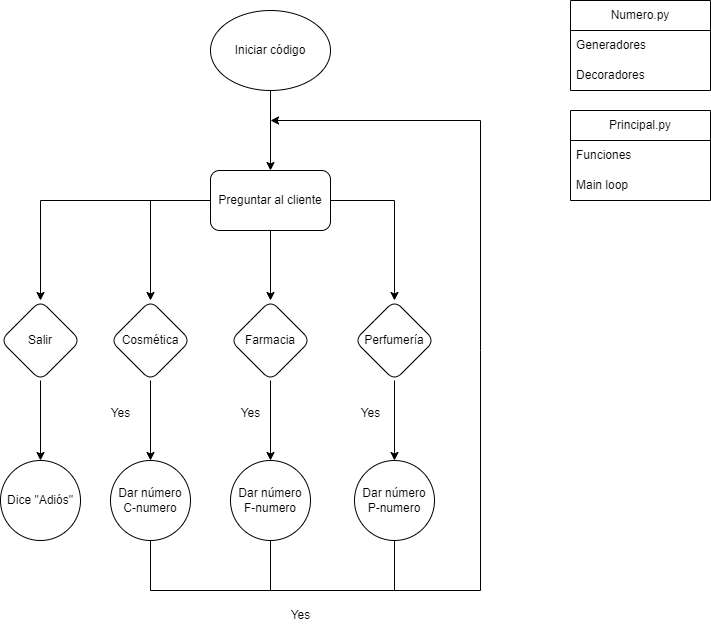 Iniciar código
Numero.py
Generadores
Decoradores
Principal.py
Funciones
Main loop
Preguntar al cliente
Salir
Cosmética
Farmacia
Perfumería
Yes
Yes
Yes
Dice "Adiós"
Dar número
C-numero
Dar número
F-numero
Dar número
P-numero
Yes